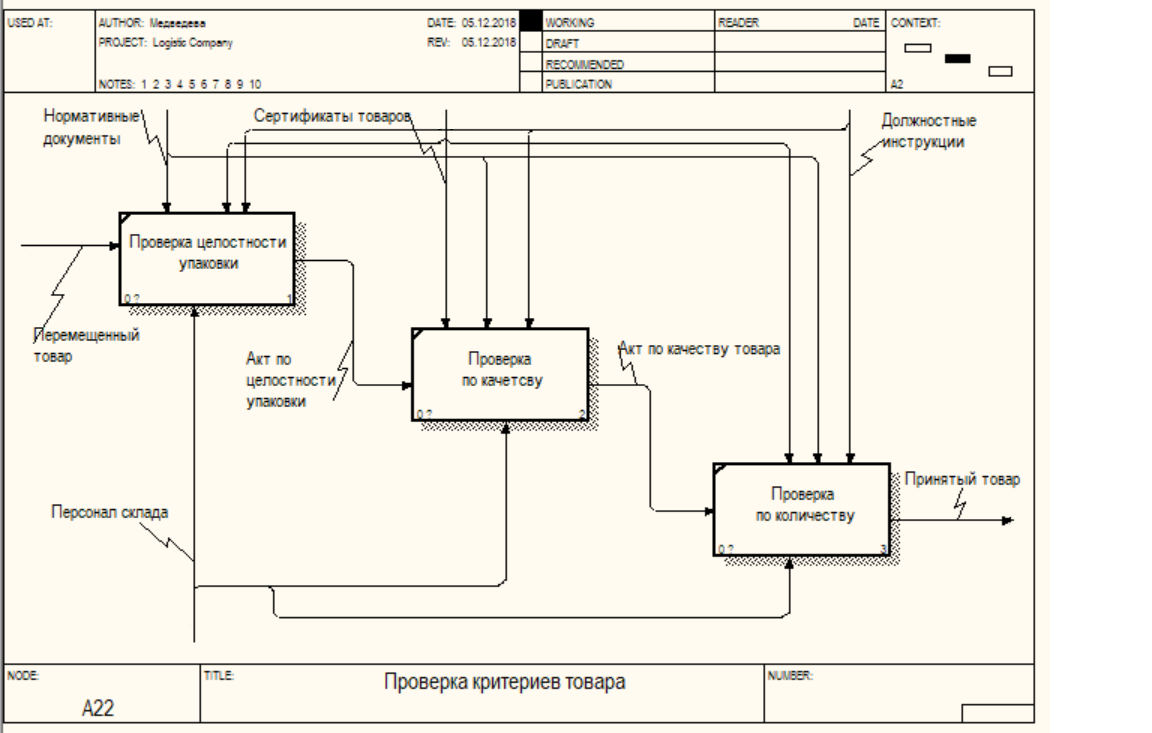 USED AT:
AUTHOR: Медведева
DATE: 05.12.2018
WORKING
READER
DATE
CONTEXT:
PROJECT: Logistic Company
REV: 05.12.2018
DRAFT
RECOMMENDED
NOTES: 1 2 3 4 5 6 7 8 9 10
PUBLICATION
A2
Нормативные
документы
Сертификаты товаров
Должностные
инструкции
Проверка целостности
упаковки
0 ?
1
Перемещенный
товар
Акт по
целостности
упаковки
Проверка
по качетсву
0 ?
2
Акт по качеству товара
Персонал склада
Проверка
по количеству
0 ?
3
Принятый товар
NODE:
A22
TITLE:
Проверка критериев товара
NUMBER: